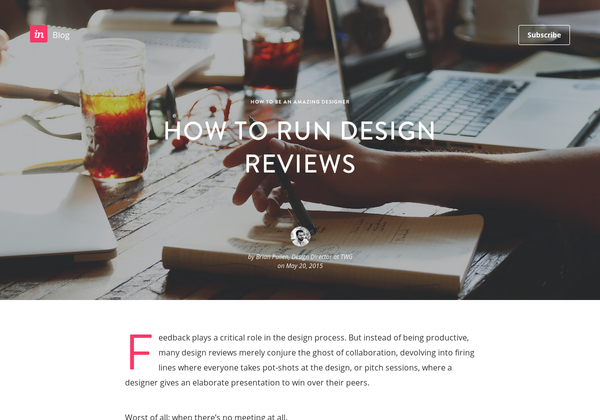 in Blog
Subscribe
HOW TO BE AN AMAZING DESIGNER
HOW TO RUN DESIGN
REVIEWS
by Brian Pullen, Design Director at TWG
on May 20, 2015
Feedback plays a critical role in the design process. But instead of being productive,
many design reviews merely conjure the ghost of collaboration, devolving into firing
lines where everyone takes pot-shots at the design, or pitch sessions, where a
designer gives an elaborate presentation to win over their peers.
Worst of all: when there's no meeting at all.